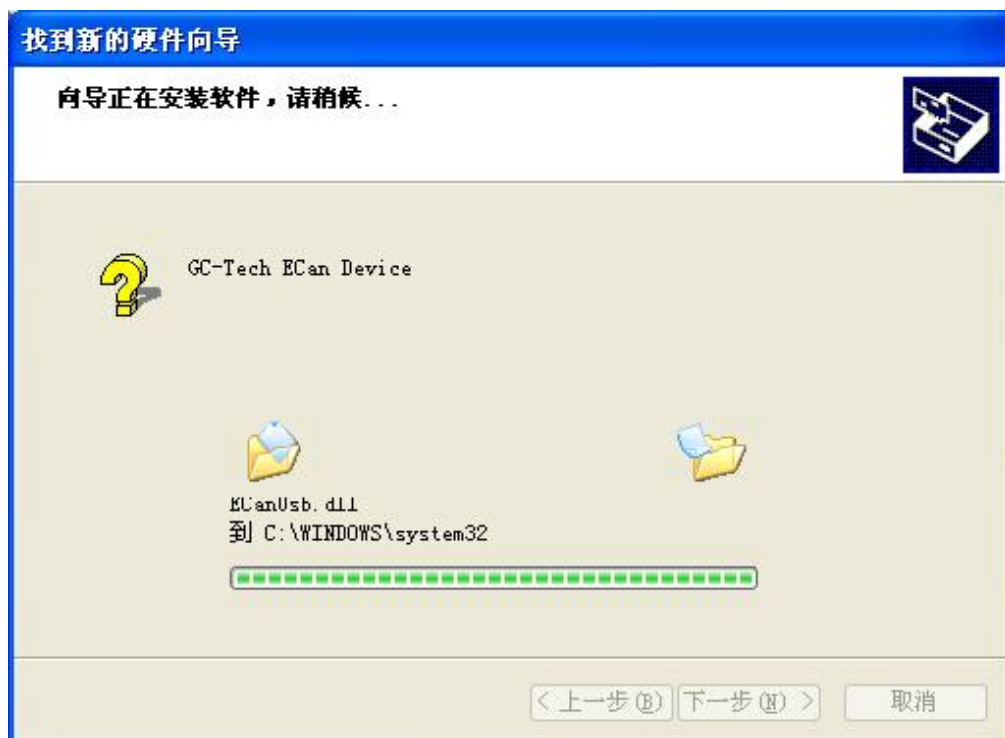 找到新的硬件向导
向导正在安装软件，请稍候...
GC-Tech ECan Device
ECanUsb.dll
到 C:\WINDOWS\system32
< 上一步(B) 下一步(N) > 取消